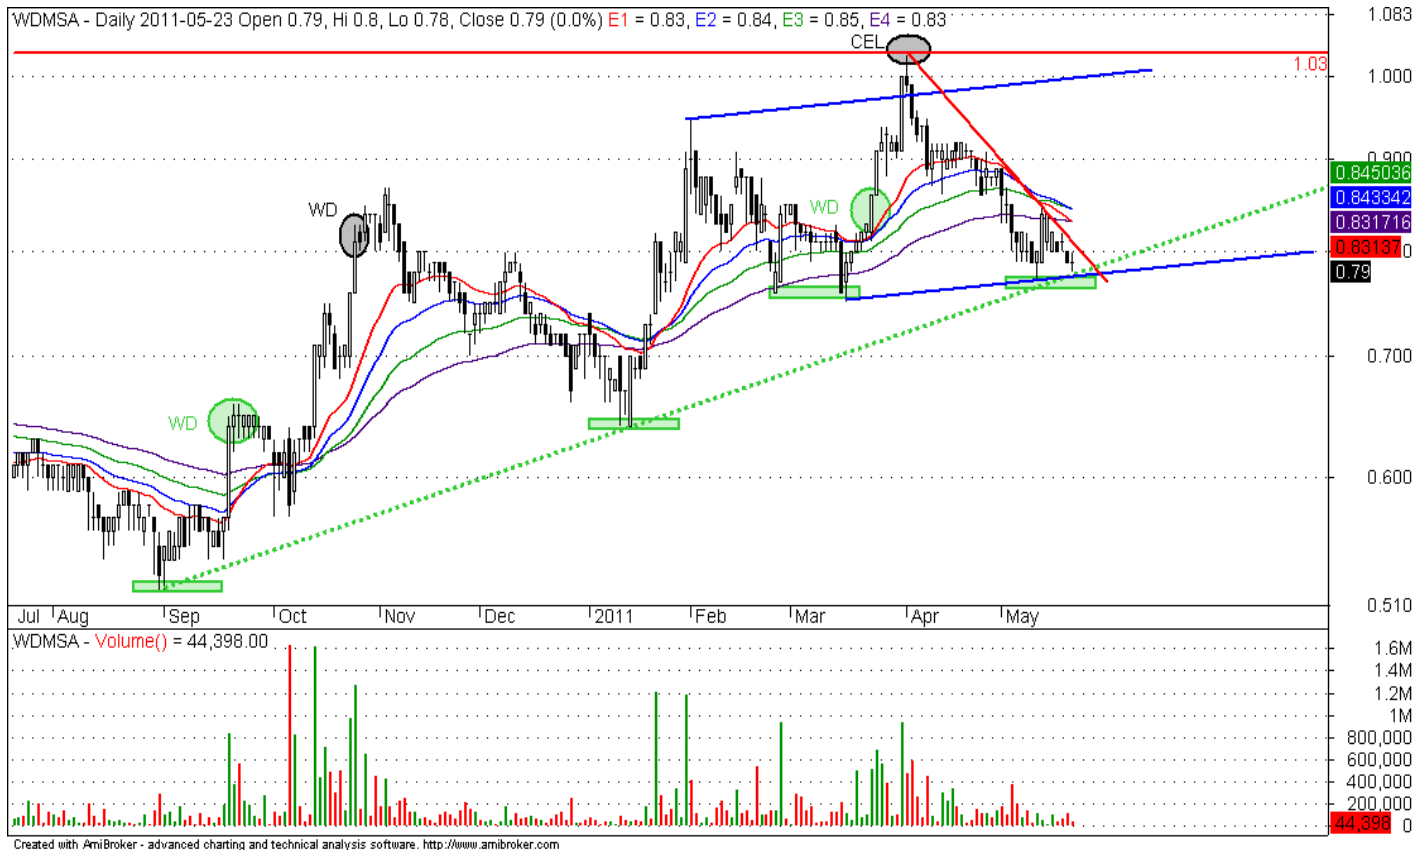 WDMSA - Daily 2011-05-23 Open 0.79, Hi 0.8, Lo 0.78, Close 0.79 (0.0%) E1 = 0.83, E2 = 0.84, E3 = 0.85, E4 = 0.83
1.083
CEL
1.03
1.000
0.900
0.845036
WD
WD
0.843342
0.831716
0.83137
0
0.79
0.700
WD
0.600
0.510
Jul Aug Sep Oct Nov Dec 2011 Feb Mar Apr May
WDMSA - Volume() = 44,398.00
1.6M
1.4M
1.2M
1M
800,000
600,000
400,000
200,000
44,398
0
Created with AmiBroker - advanced charting and technical analysis software. http://www.amibroker.com